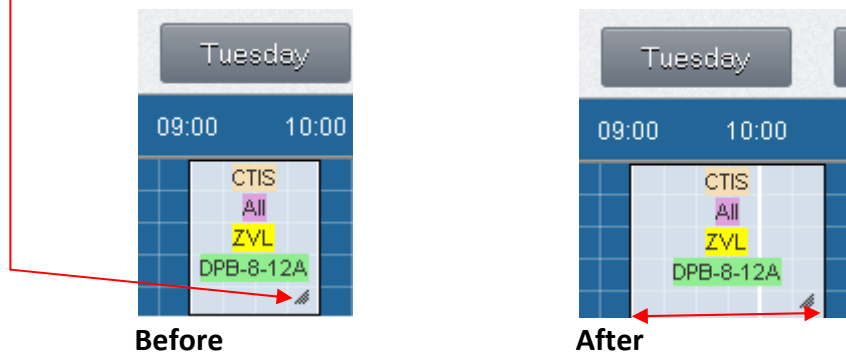 Tuesday
09:00 10:00
CTIS
All
ZVL
DPB-8-12A
Before
Tuesday
09:00 10:00
CTIS
All
ZVL
DPB-8-12A
After